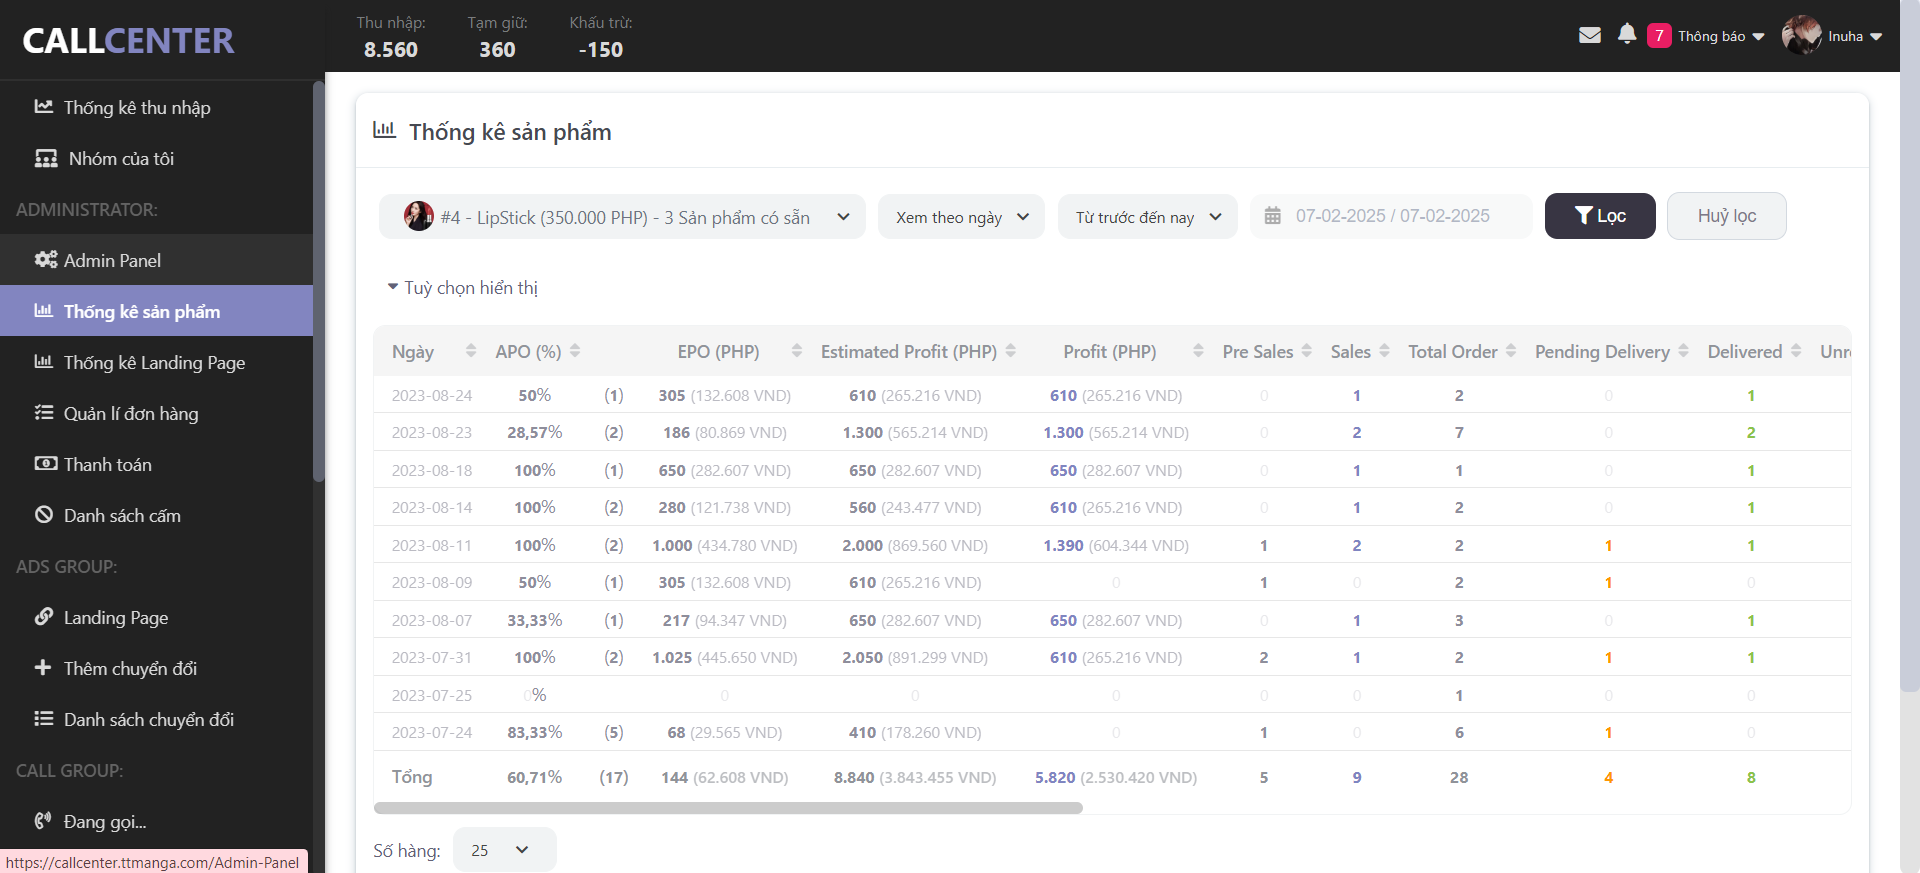 CALLCENTER
Thu nhập: Tạm giữ: Khấu trừ:
8.560 360 -150
7 Thông báo Inuha
Thống kê thu nhập
Nhóm của tôi
ADMINISTRATOR:
Admin Panel
Thống kê sản phẩm
Thống kê Landing Page
Quản lí đơn hàng
Thanh toán
Danh sách cấm
ADS GROUP:
Landing Page
Thêm chuyển đổi
Danh sách chuyển đổi
CALL GROUP:
Đang gọi...
https://callcenter.ttmanga.com/Admin-Panel
Thống kê sản phẩm
#4 - LipStick (350.000 PHP) - 3 Sản phẩm có sẵn Xem theo ngày Từ trước đến nay 07-02-2025 / 07-02-2025 Lọc Huỷ lọc
Tuỳ chọn hiển thị
Ngày APO (%) EPO (PHP) Estimated Profit (PHP) Profit (PHP) Pre Sales Sales Total Order Pending Delivery Delivered Unr
2023-08-24 50% (1) 305 (132.608 VND) 610 (265.216 VND) 610 (265.216 VND) 0 1 2 0 1
2023-08-23 28,57% (2) 186 (80.869 VND) 1.300 (565.214 VND) 1.300 (565.214 VND) 0 2 7 0 2
2023-08-18 100% (1) 650 (282.607 VND) 650 (282.607 VND) 650 (282.607 VND) 0 1 1 0 1
2023-08-14 100% (2) 280 (121.738 VND) 560 (243.477 VND) 610 (265.216 VND) 0 1 2 0 1
2023-08-11 100% (2) 1.000 (434.780 VND) 2.000 (869.560 VND) 1.390 (604.344 VND) 1 2 2 1 1
2023-08-09 50% (1) 305 (132.608 VND) 610 (265.216 VND) 0 1 0 2 1 0
2023-08-07 33,33% (1) 217 (94.347 VND) 650 (282.607 VND) 650 (282.607 VND) 0 1 3 0 1
2023-07-31 100% (2) 1.025 (445.650 VND) 2.050 (891.299 VND) 610 (265.216 VND) 2 1 2 1 1
2023-07-25 0% 0 0 0 0 0 1 0 0
2023-07-24 83,33% (5) 68 (29.565 VND) 410 (178.260 VND) 0 1 0 6 1 0
Tổng 60,71% (17) 144 (62.608 VND) 8.840 (3.843.455 VND) 5.820 (2.530.420 VND) 5 9 28 4 8
Số hàng: 25